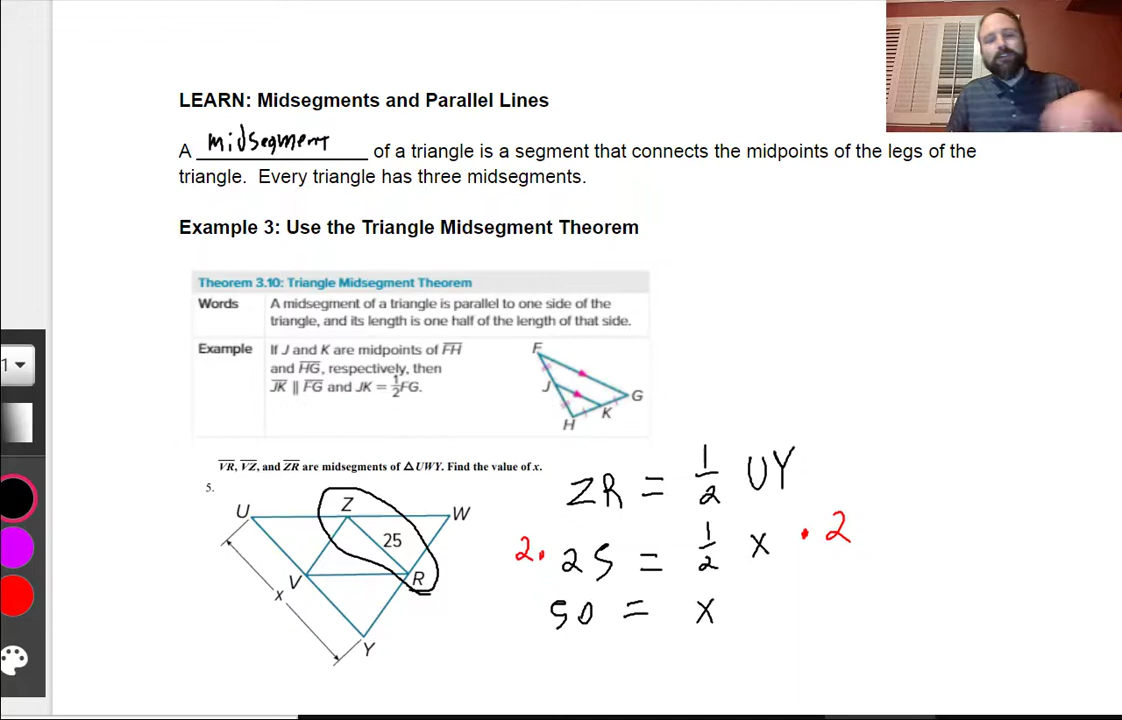 LEARN: Midsegments and Parallel Lines
A midsegment of a triangle is a segment that connects the midpoints of the legs of the
triangle. Every triangle has three midsegments.
Example 3: Use the Triangle Midsegment Theorem
Theorem 3.10: Triangle Midsegment Theorem
Words A midsegment of a triangle is parallel to one side of the
triangle, and its length is one half of the length of that side.
Example If J and K are midpoints of FH
and HG, respectively, then
JK || FG and JK = 1/2 FG.
F
J
G
K
H
VR, VZ, and ZR are midsegments of △UWY. Find the value of x.
5.
U
Z
W
25
V
R
x
Y
ZR = 1/2 UY
2 · 25 = 1/2 x · 2
50 = x
1